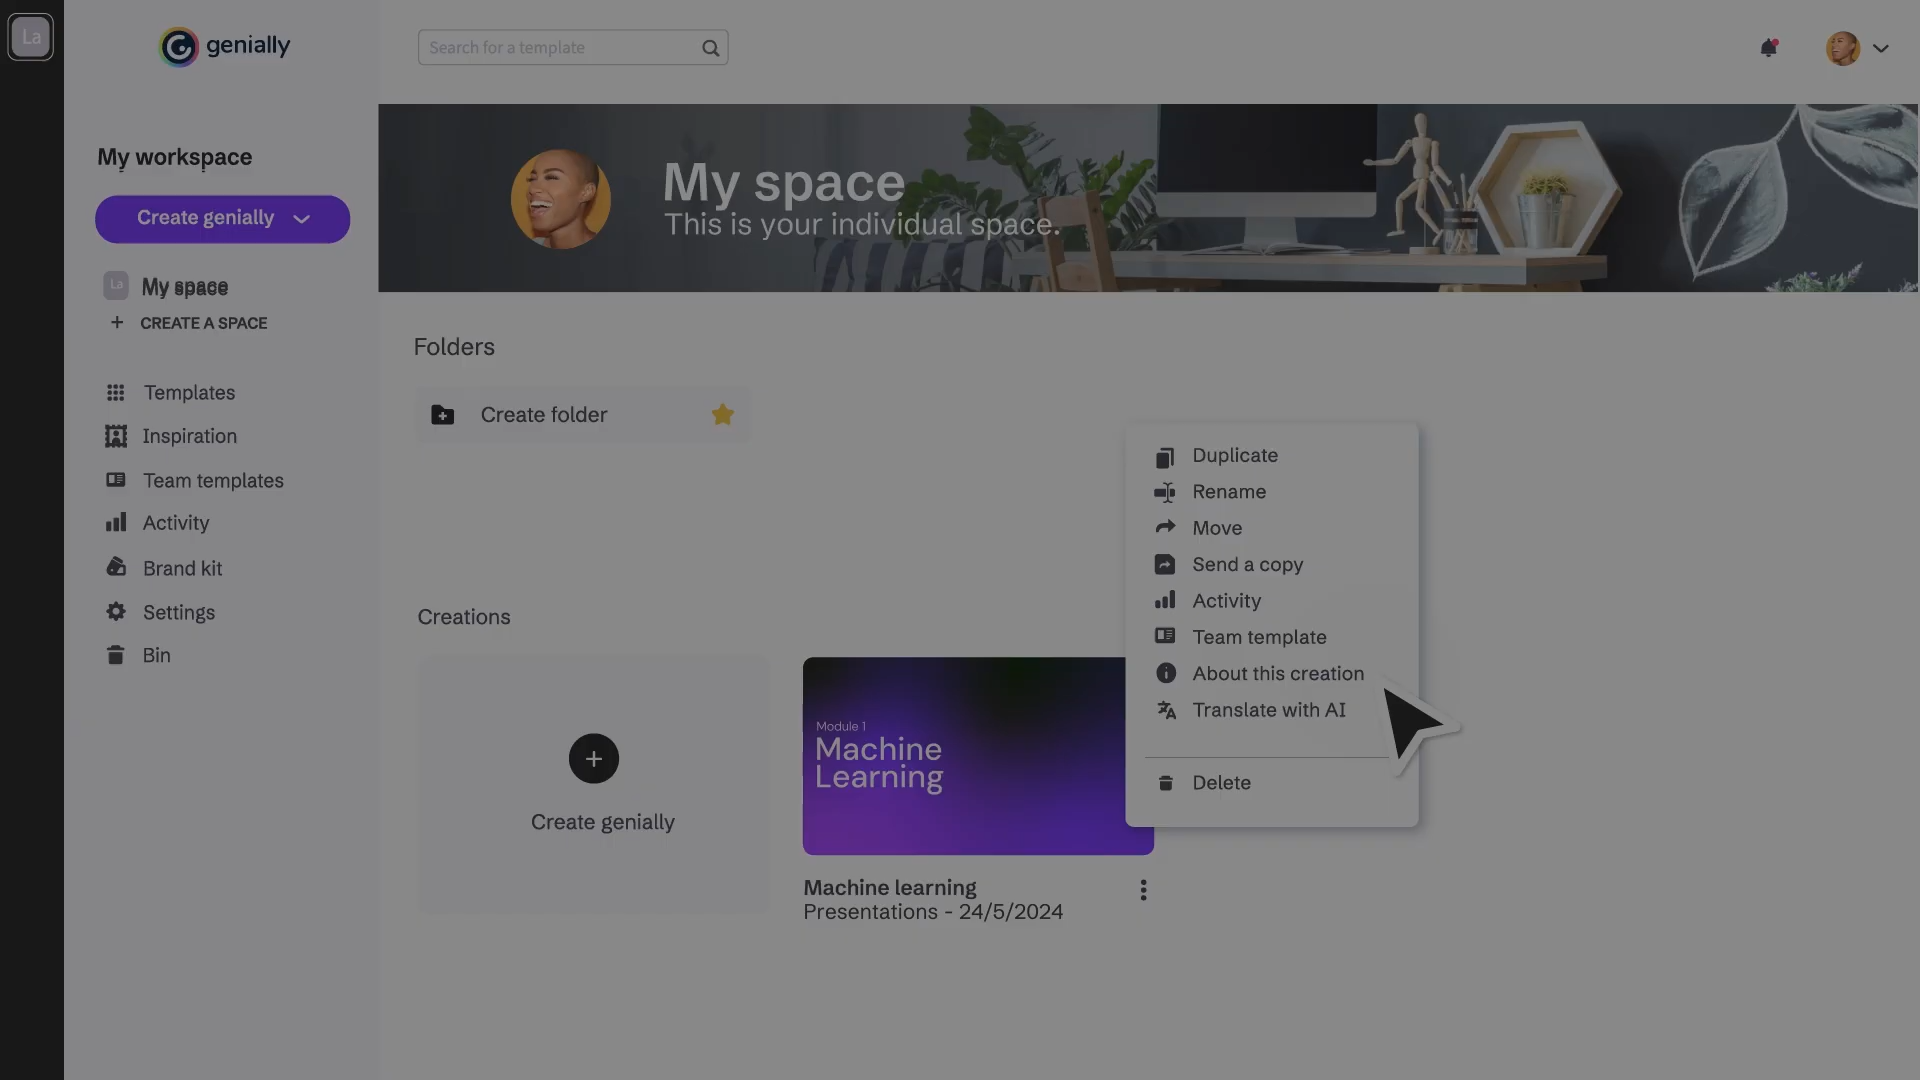 La
genially
Search for a template
My workspace
Create genially
La
My space
CREATE A SPACE
Templates
Inspiration
Team templates
Activity
Brand kit
Settings
Bin
My space
This is your individual space.
Folders
Create folder
Duplicate
Rename
Move
Send a copy
Activity
Team template
About this creation
Translate with AI
Delete
Creations
Create genially
Module 1
Machine
Learning
Machine learning
Presentations - 24/5/2024